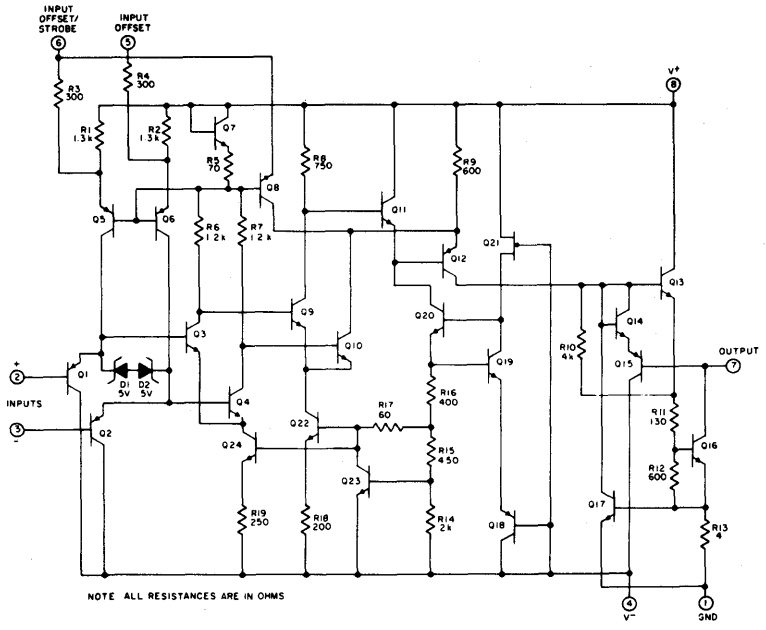 INPUT
OFFSET/
STROBE
6
INPUT
OFFSET
5
R3
300
R4
300
V+
8
R1
1.3k
R2
1.3k
Q7
R5
70
R8
750
R9
600
Q8
Q5
Q6
Q11
R6
1.2k
R7
1.2k
Q12
Q21
Q13
Q9
Q20
Q14
Q3
Q10
R10
4k
Q15
OUTPUT
7
+
2
Q1
D1
5V
D2
5V
Q19
INPUTS
R16
400
R11
130
3
-
Q2
Q4
Q22
R17
60
Q16
Q24
R15
450
R12
600
Q23
Q17
R19
250
R18
200
R14
2k
Q18
R13
4
NOTE ALL RESISTANCES ARE IN OHMS
4
V-
1
GND